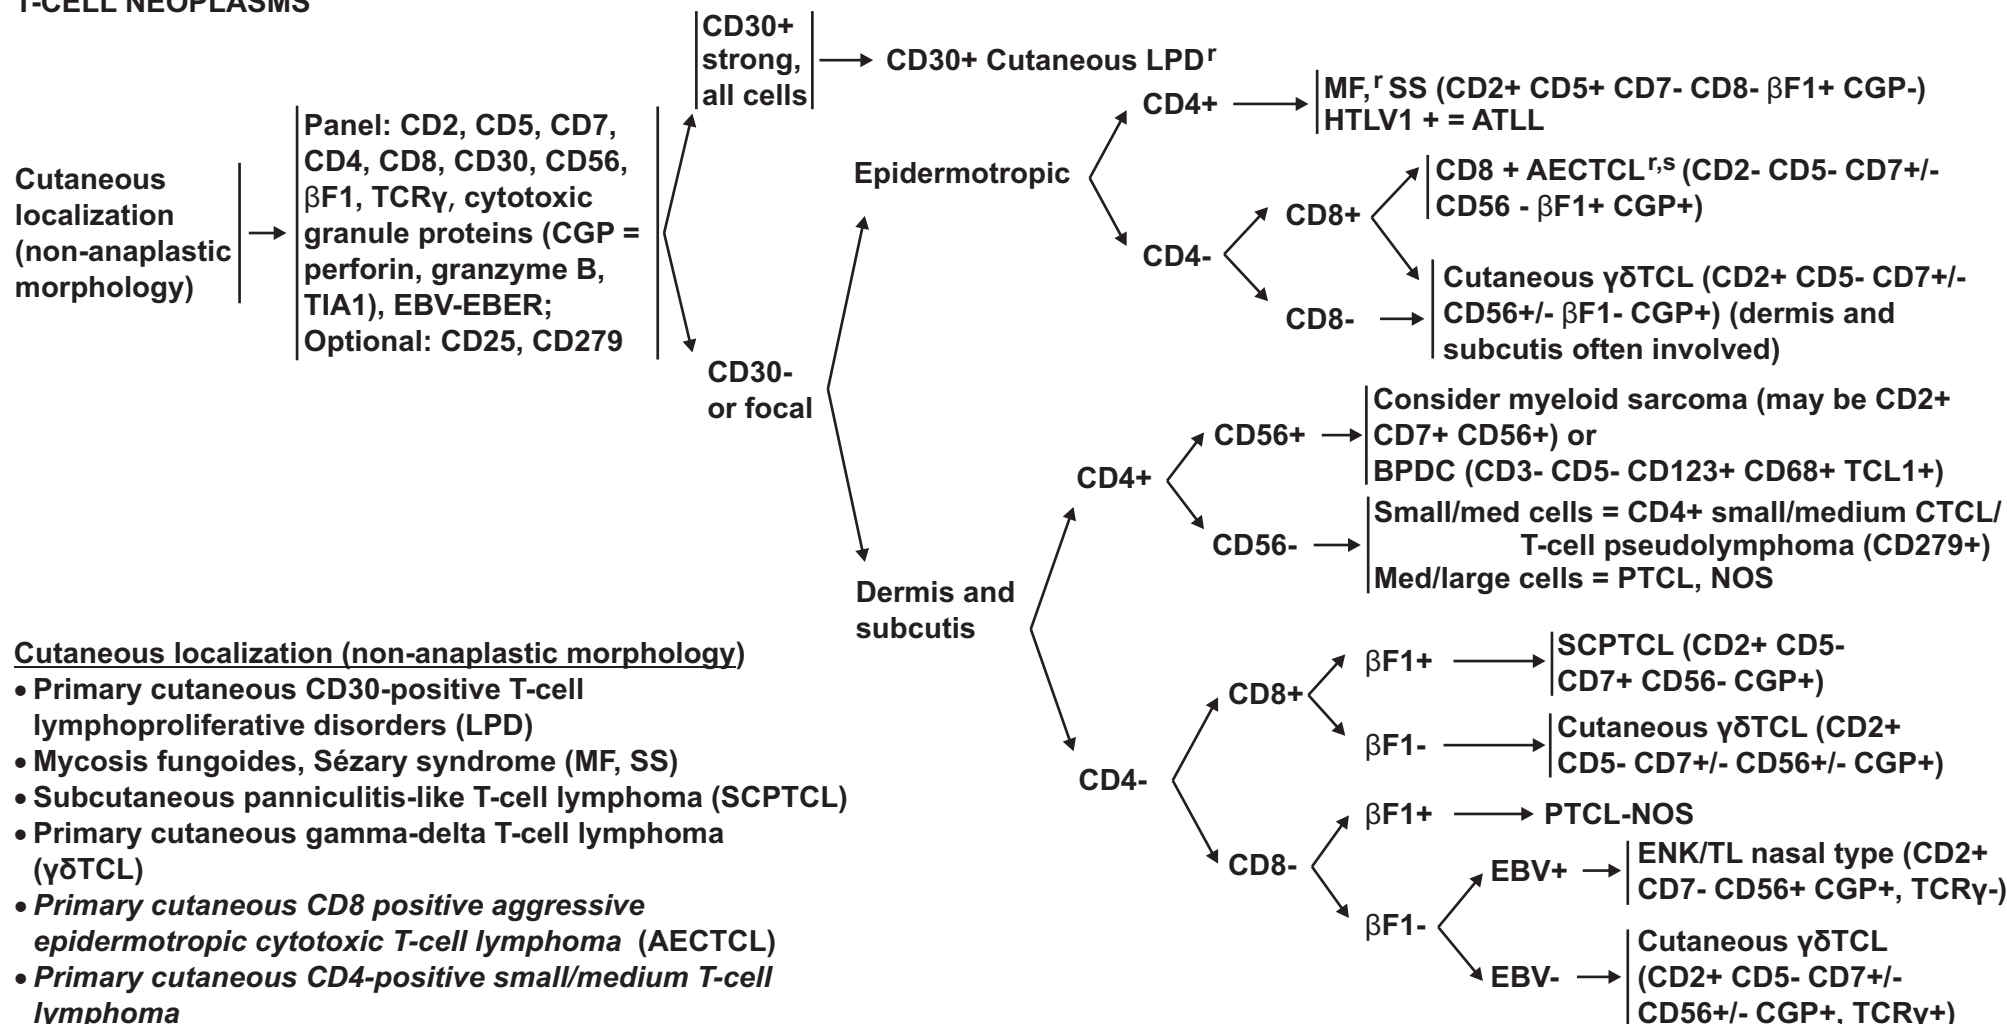 T-CELL NEOPLASMS
Cutaneous
localization
(non-anaplastic
morphology)
Panel: CD2, CD5, CD7,
CD4, CD8, CD30, CD56,
βF1, TCRγ, cytotoxic
granule proteins (CGP =
perforin, granzyme B,
TIA1), EBV-EBER;
Optional: CD25, CD279
CD30+
strong,
all cells
CD30+ Cutaneous LPDʳ
CD30-
or focal
Epidermotropic
CD4+
MF,ʳ SS (CD2+ CD5+ CD7- CD8- βF1+ CGP-)
HTLV1 + = ATLL
CD4-
CD8+
CD8 + AECTCLʳ,ˢ (CD2- CD5- CD7+/-
CD56 - βF1+ CGP+)
CD8-
Cutaneous γδTCL (CD2+ CD5- CD7+/-
CD56+/- βF1- CGP+) (dermis and
subcutis often involved)
Dermis and
subcutis
CD4+
CD56+
Consider myeloid sarcoma (may be CD2+
CD7+ CD56+) or
BPDC (CD3- CD5- CD123+ CD68+ TCL1+)
CD56-
Small/med cells = CD4+ small/medium CTCL/
T-cell pseudolymphoma (CD279+)
Med/large cells = PTCL, NOS
CD4-
CD8+
βF1+
SCPTCL (CD2+ CD5-
CD7+ CD56- CGP+)
βF1-
Cutaneous γδTCL (CD2+
CD5- CD7+/- CD56+/- CGP+)
CD8-
βF1+
PTCL-NOS
βF1-
EBV+
ENK/TL nasal type (CD2+
CD7- CD56+ CGP+, TCRγ-)
EBV-
Cutaneous γδTCL
(CD2+ CD5- CD7+/-
CD56+/- CGP+, TCRγ+)
Cutaneous localization (non-anaplastic morphology)
• Primary cutaneous CD30-positive T-cell
lymphoproliferative disorders (LPD)
• Mycosis fungoides, Sézary syndrome (MF, SS)
• Subcutaneous panniculitis-like T-cell lymphoma (SCPTCL)
• Primary cutaneous gamma-delta T-cell lymphoma
(γδTCL)
• Primary cutaneous CD8 positive aggressive
epidermotropic cytotoxic T-cell lymphoma (AECTCL)
• Primary cutaneous CD4-positive small/medium T-cell
lymphoma